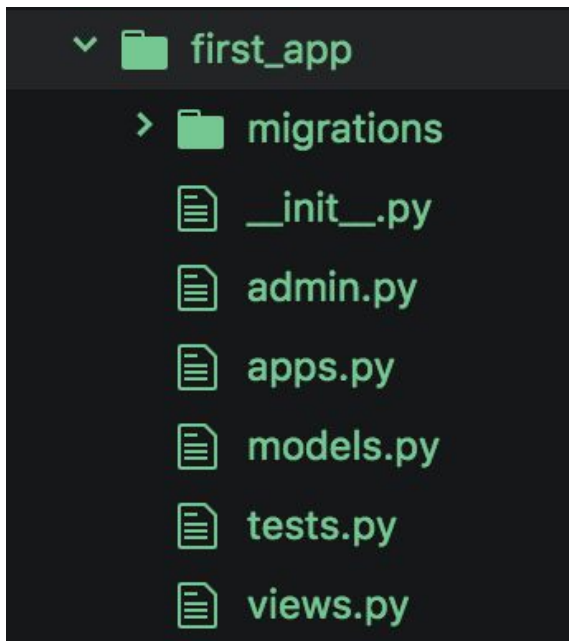 first_app
migrations
__init__.py
admin.py
apps.py
models.py
tests.py
views.py